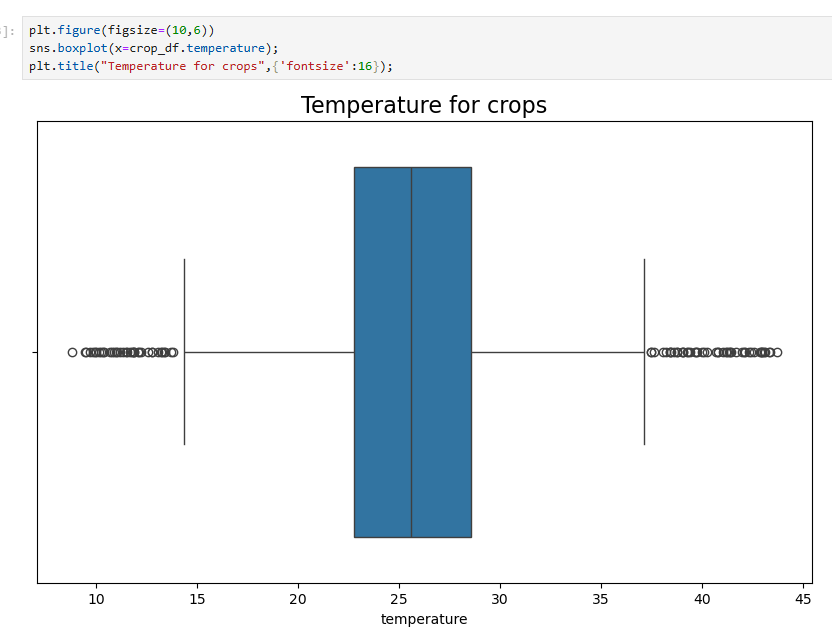 ]:
plt.figure(figsize=(10,6))
sns.boxplot(x=crop_df.temperature);
plt.title("Temperature for crops",{'fontsize':16});
Temperature for crops
10 15 20 25 30 35 40 45
temperature